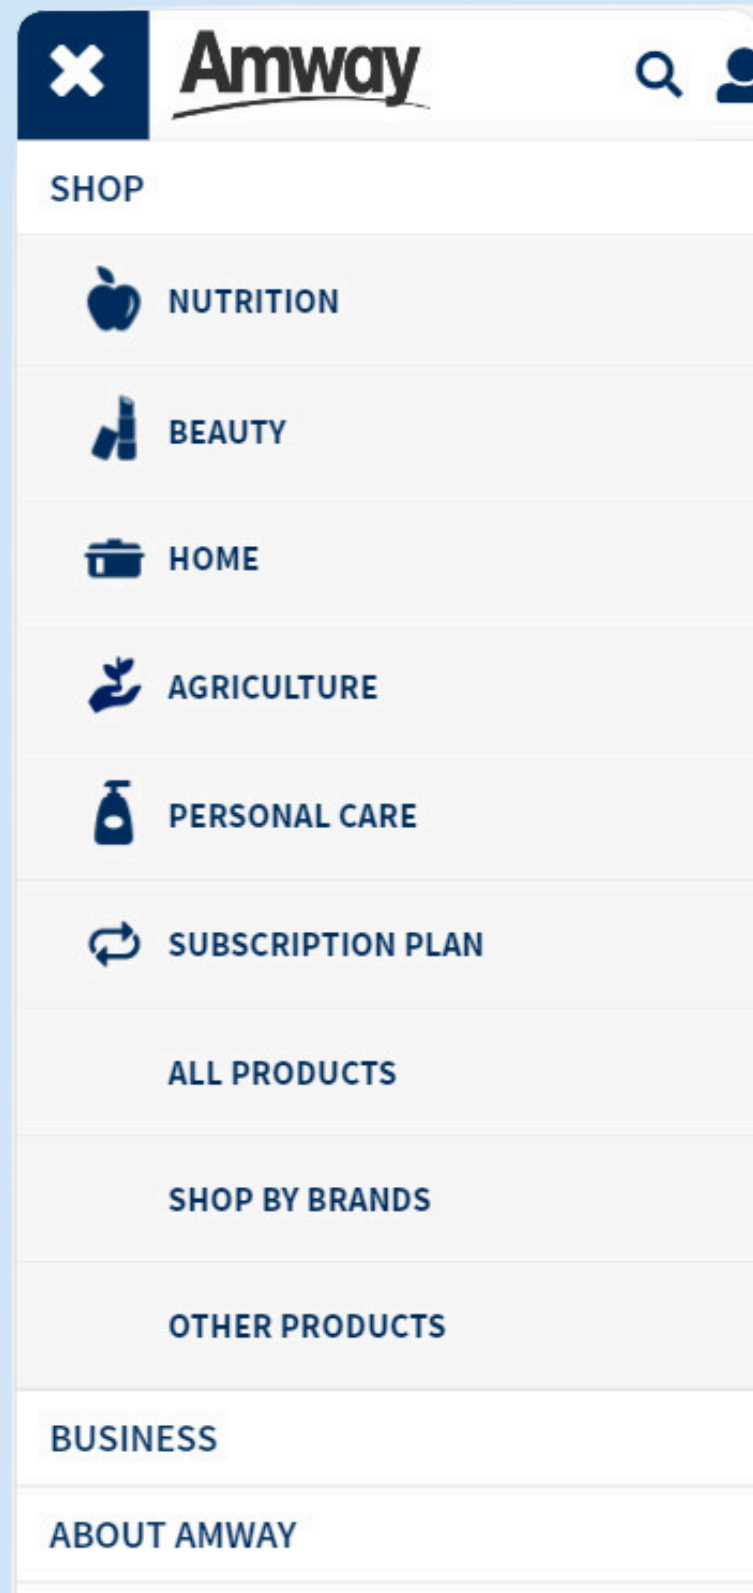 Amway
SHOP
NUTRITION
BEAUTY
HOME
AGRICULTURE
PERSONAL CARE
SUBSCRIPTION PLAN
ALL PRODUCTS
SHOP BY BRANDS
OTHER PRODUCTS
BUSINESS
ABOUT AMWAY